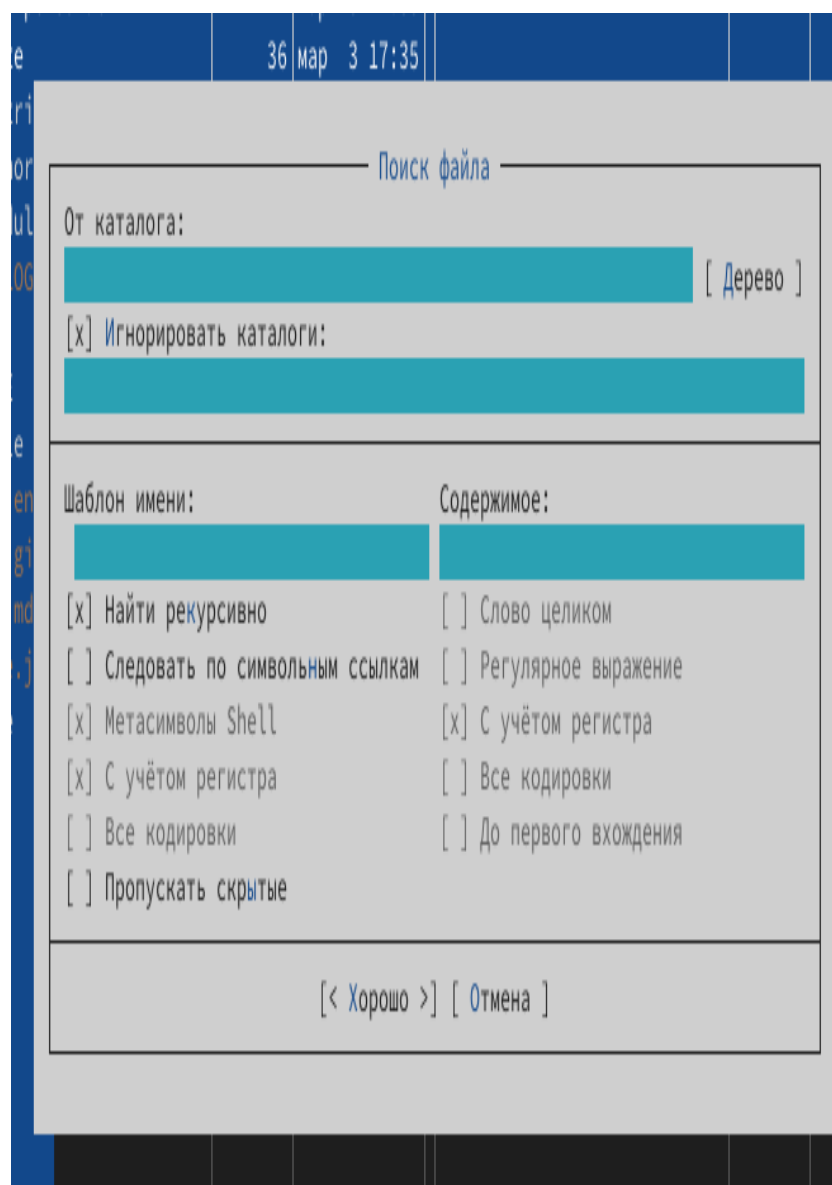 36 мар 3 17:35
Поиск файла
От каталога:
[ Дерево ]
[x] Игнорировать каталоги:
Шаблон имени: Содержимое:
[x] Найти рекурсивно [ ] Слово целиком
[ ] Следовать по символьным ссылкам [ ] Регулярное выражение
[x] Метасимволы Shell [x] С учётом регистра
[x] С учётом регистра [ ] Все кодировки
[ ] Все кодировки [ ] До первого вхождения
[ ] Пропускать скрытые
[< Хорошо >] [ Отмена ]